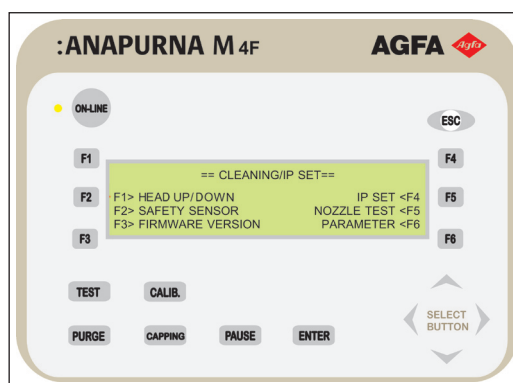 :ANAPURNA M 4F
AGFA Agfa
ON-LINE
ESC
F1
F4
== CLEANING/IP SET==
F2
F1> HEAD UP/DOWN IP SET <F4
F5
F2> SAFETY SENSOR NOZZLE TEST <F5
F3> FIRMWARE VERSION PARAMETER <F6
F3
F6
TEST CALIB.
SELECT
BUTTON
PURGE CAPPING PAUSE ENTER